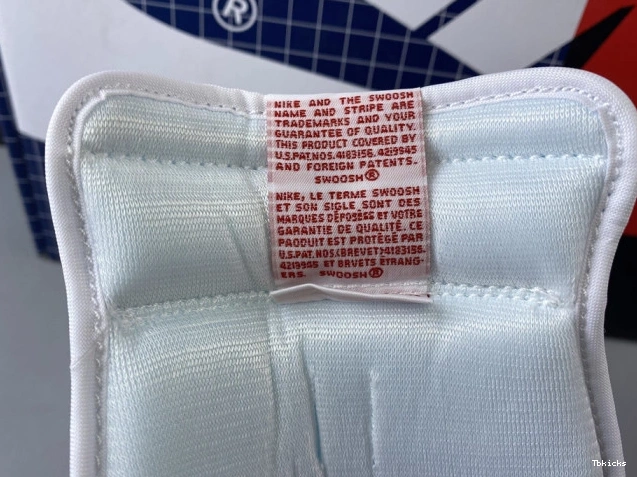 ®
NIKE AND THE SWOOSH
NAME AND STRIPE ARE
TRADEMARKS AND YOUR
GUARANTEE OF QUALITY.
THIS PRODUCT COVERED BY
U.S.PAT.NOS.4183156, 4219945
AND FOREIGN PATENTS.
SWOOSH®
NIKE, LE TERME SWOOSH
ET SON SIGLE SONT DES
MARQUES DÉPOSÉES ET VOTRE
GARANTIE DE QUALITÉ. CE
PRODUIT EST PROTÉGÉ PAR
U.S.PAT.NOS.(BREVET)4183156,
4219945 ET BRVETS ÉTRANG-
ERS. SWOOSH®
Tbkicks